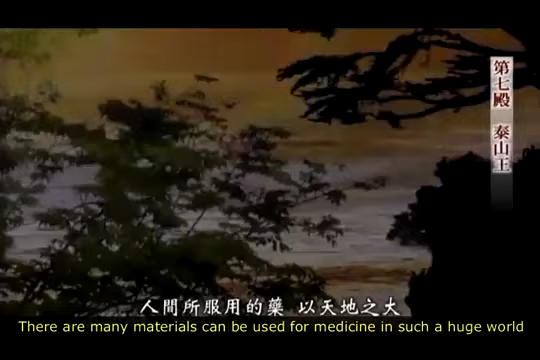 第七殿 泰山王
人間所服用的藥 以天地之大
There are many materials can be used for medicine in such a huge world